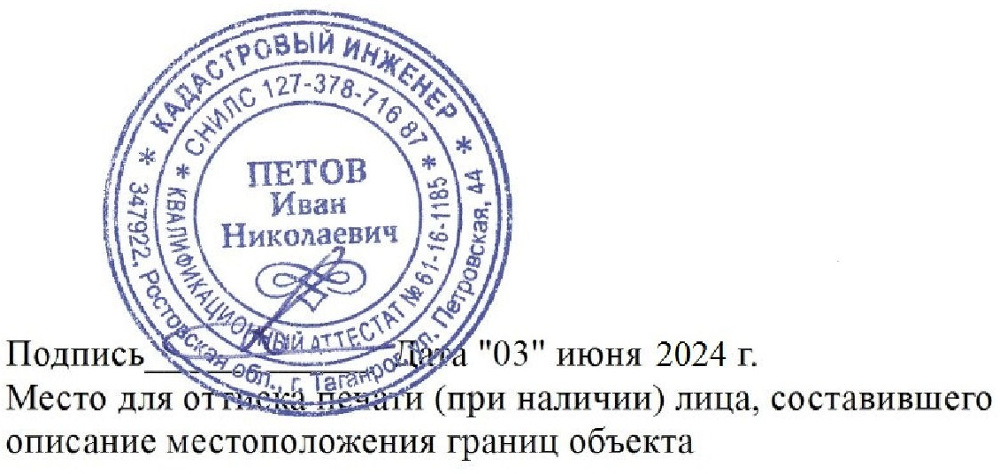 * КАДАСТРОВЫЙ ИНЖЕНЕР *
347922, Ростовская обл., г. Таганрог, ул. Петровская, 44
* СНИЛС 127-378-716 87 *
КВАЛИФИКАЦИОННЫЙ АТТЕСТАТ № 61-16-1185
ПЕТОВ
Иван
Николаевич
Подпись____________Дата "03" июня 2024 г.
Место для оттиска печати (при наличии) лица, составившего
описание местоположения границ объекта